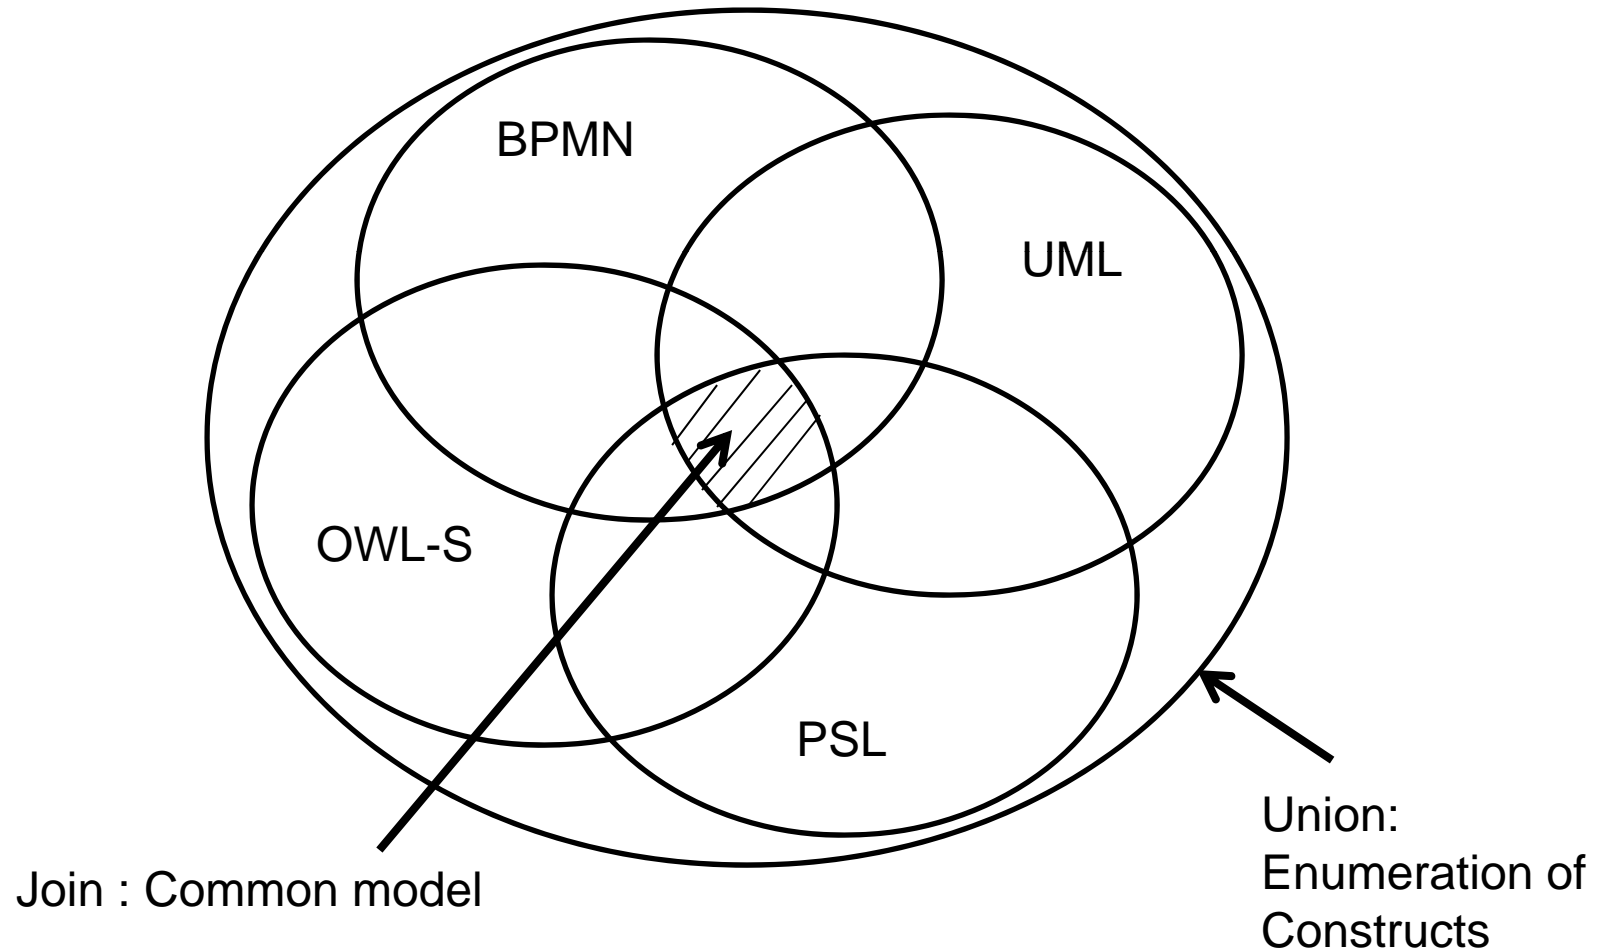 BPMN
UML
OWL-S
PSL
Join : Common model
Union:
Enumeration of
Constructs